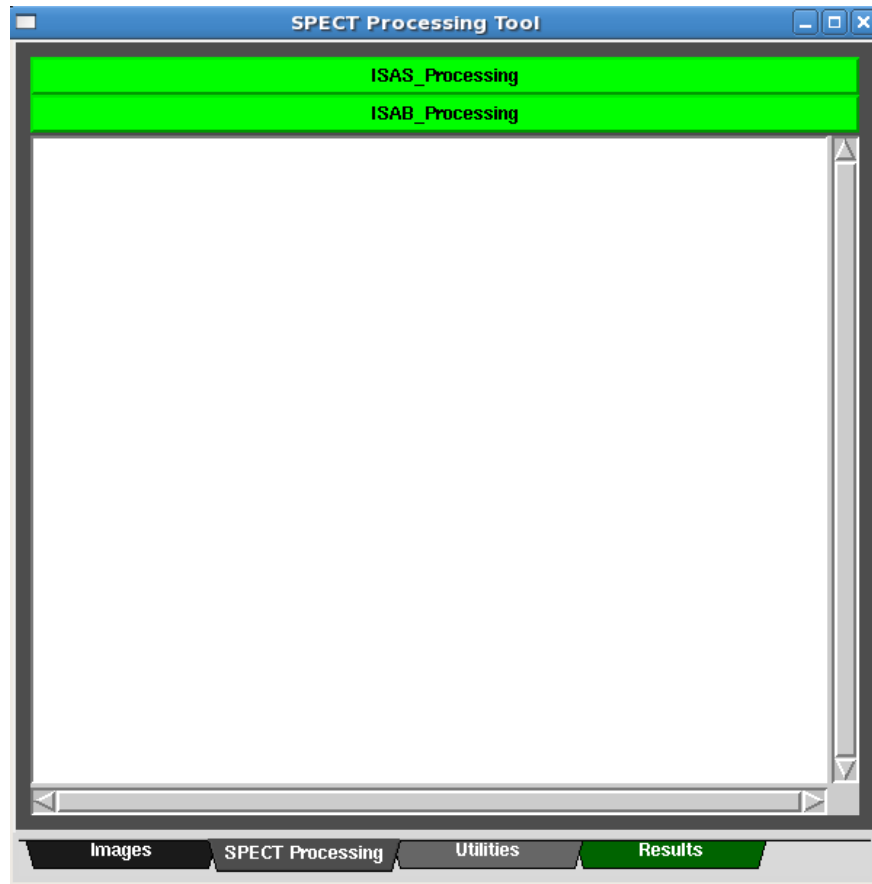 SPECT Processing Tool
ISAS_Processing
ISAB_Processing
Images SPECT Processing Utilities Results